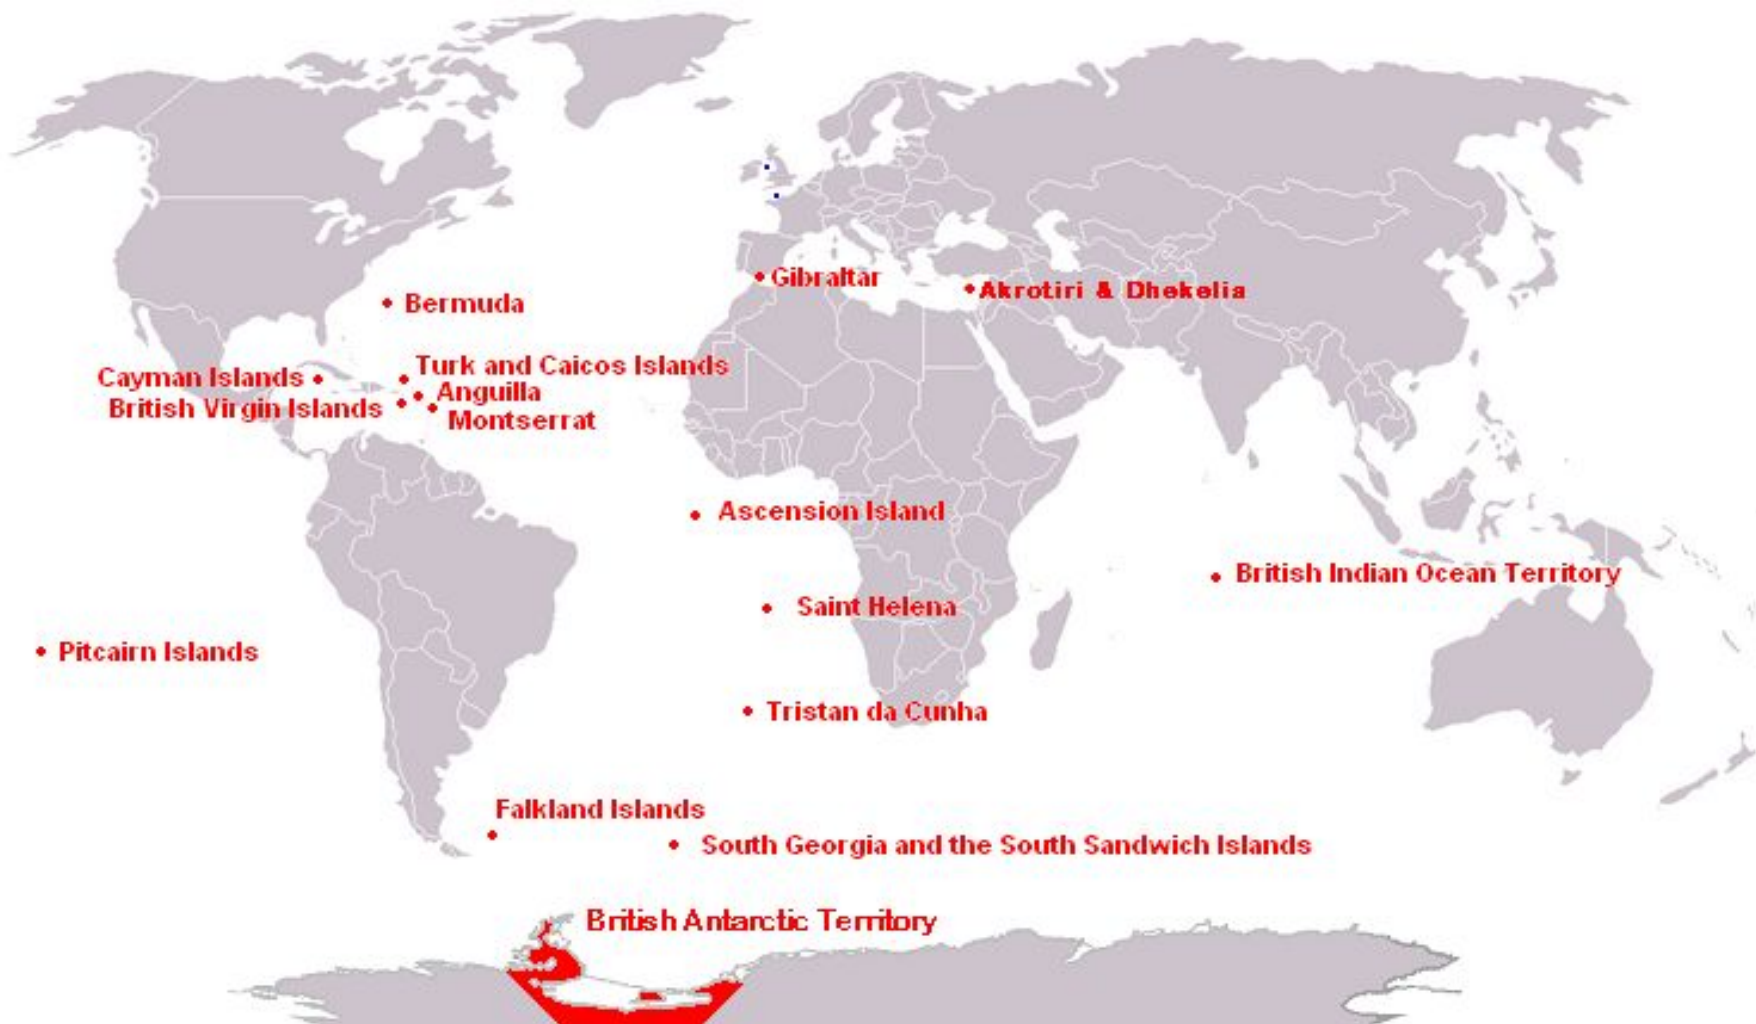 Gibraltar
Akrotiri & Dhekelia
Bermuda
Turk and Caicos Islands
Cayman Islands
Anguilla
British Virgin Islands
Montserrat
Ascension Island
British Indian Ocean Territory
Saint Helena
Pitcairn Islands
Tristan da Cunha
Falkland Islands
South Georgia and the South Sandwich Islands
British Antarctic Territory